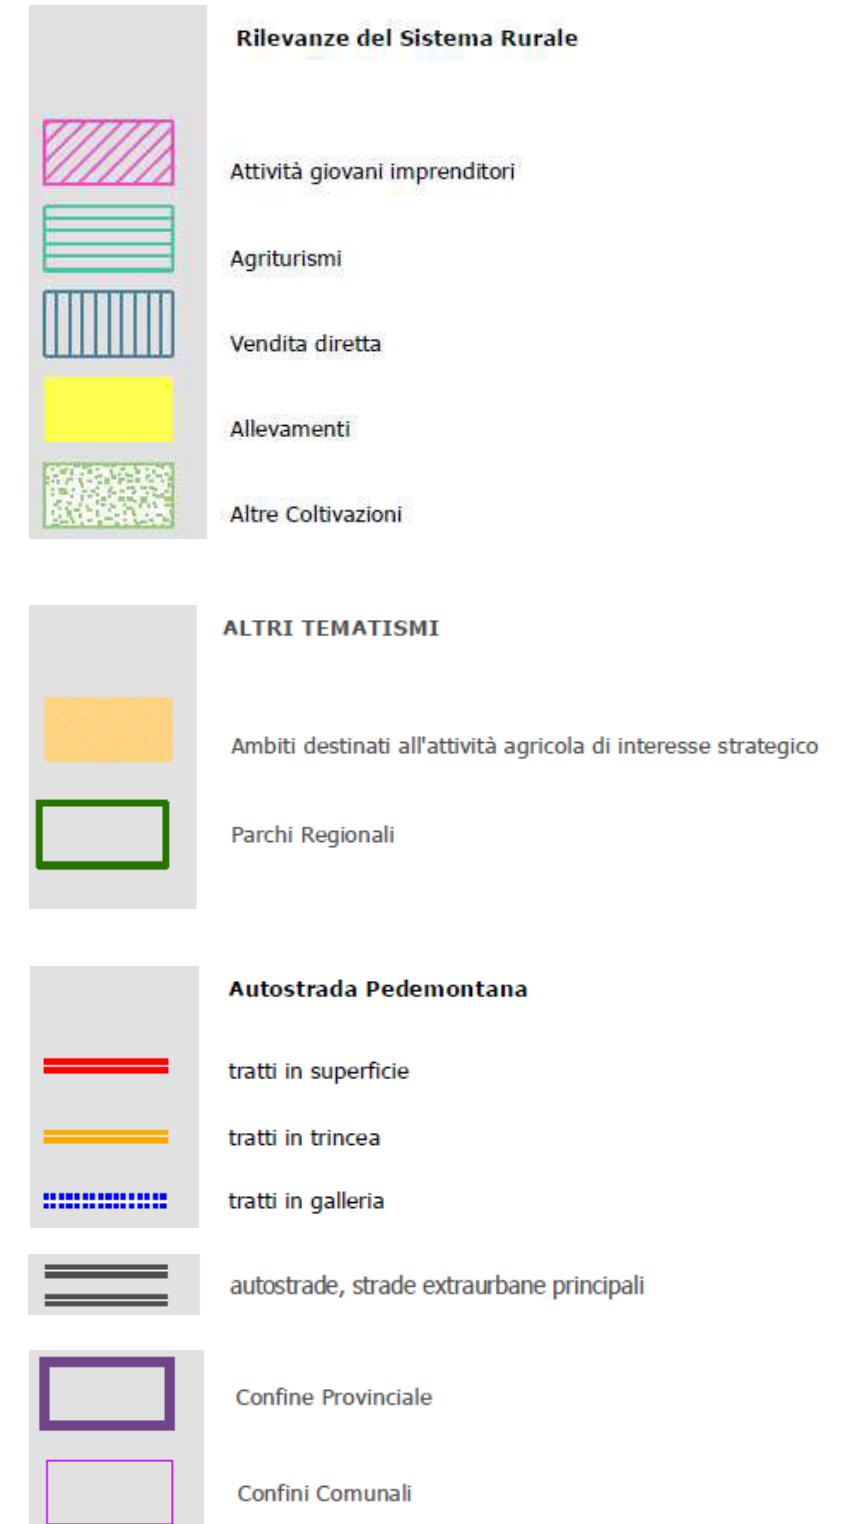 Rilevanze del Sistema Rurale
Attività giovani imprenditori
Agriturismi
Vendita diretta
Allevamenti
Altre Coltivazioni
ALTRI TEMATISMI
Ambiti destinati all'attività agricola di interesse strategico
Parchi Regionali
Autostrada Pedemontana
tratti in superficie
tratti in trincea
tratti in galleria
autostrade, strade extraurbane principali
Confine Provinciale
Confini Comunali